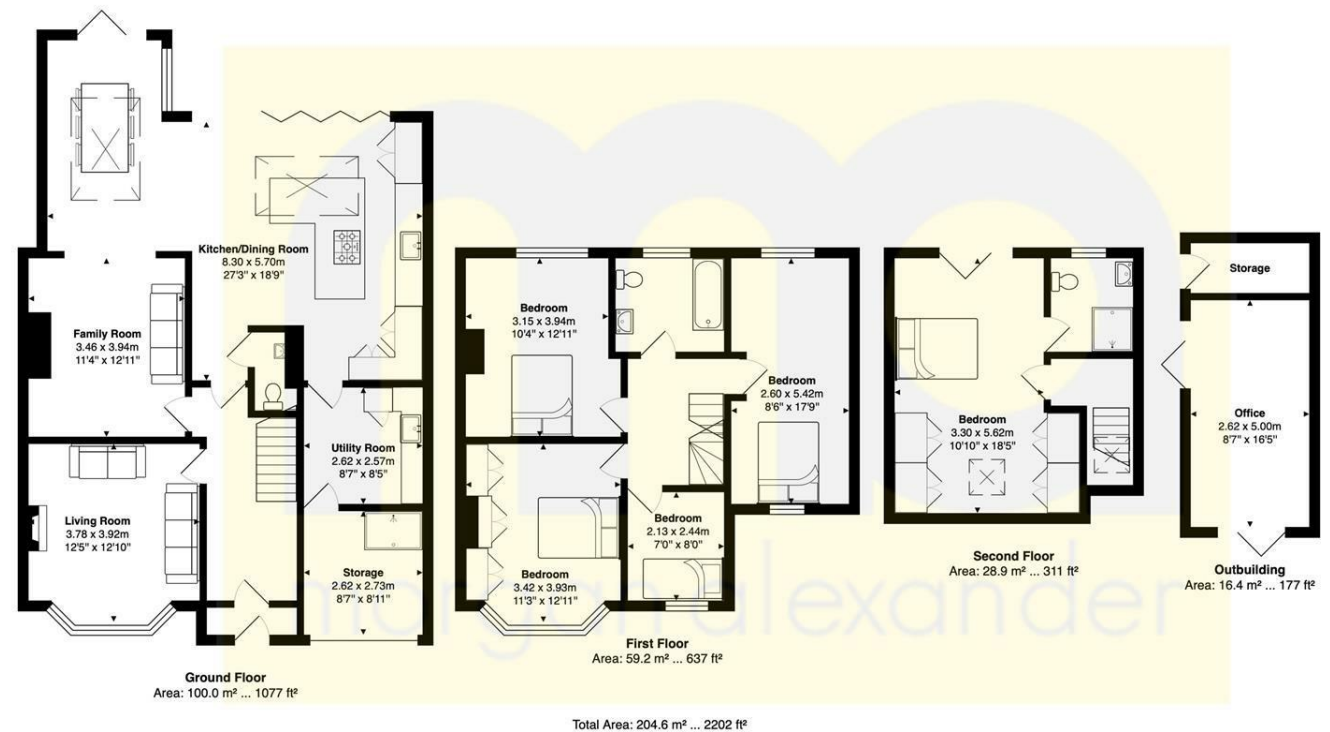 Kitchen/Dining Room
8.30 x 5.70m
27'3" x 18'9"
Family Room
3.46 x 3.94m
11'4" x 12'11"
Utility Room
2.62 x 2.57m
8'7" x 8'5"
Living Room
3.78 x 3.92m
12'5" x 12'10"
Storage
2.62 x 2.73m
8'7" x 8'11"
Ground Floor
Area: 100.0 m² ... 1077 ft²
Bedroom
3.15 x 3.94m
10'4" x 12'11"
Bedroom
2.60 x 5.42m
8'6" x 17'9"
Bedroom
2.13 x 2.44m
7'0" x 8'0"
Bedroom
3.42 x 3.93m
11'3" x 12'11"
First Floor
Area: 59.2 m² ... 637 ft²
Bedroom
3.30 x 5.62m
10'10" x 18'5"
Second Floor
Area: 28.9 m² ... 311 ft²
Storage
Office
2.62 x 5.00m
8'7" x 16'5"
Outbuilding
Area: 16.4 m² ... 177 ft²
Total Area: 204.6 m² ... 2202 ft²
ma
morgan alexander